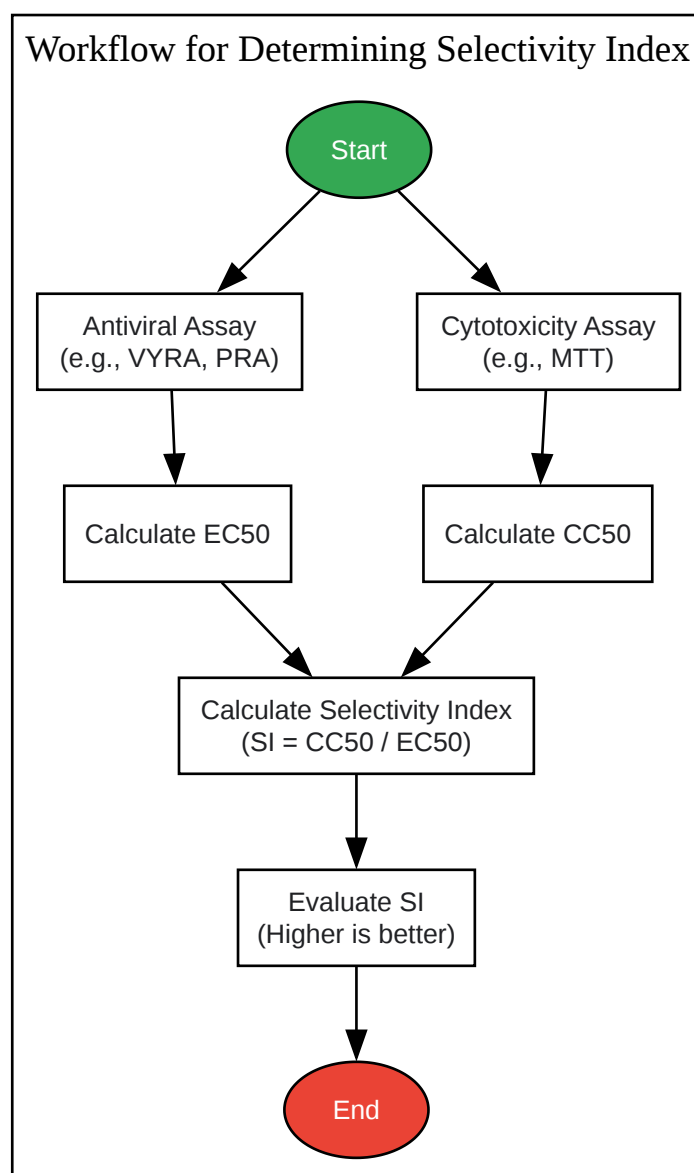 Workflow for Determining Selectivity Index
Start
Antiviral Assay
(e.g., VYRA, PRA)
Cytotoxicity Assay
(e.g., MTT)
Calculate EC50
Calculate CC50
Calculate Selectivity Index
(SI = CC50 / EC50)
Evaluate SI
(Higher is better)
End